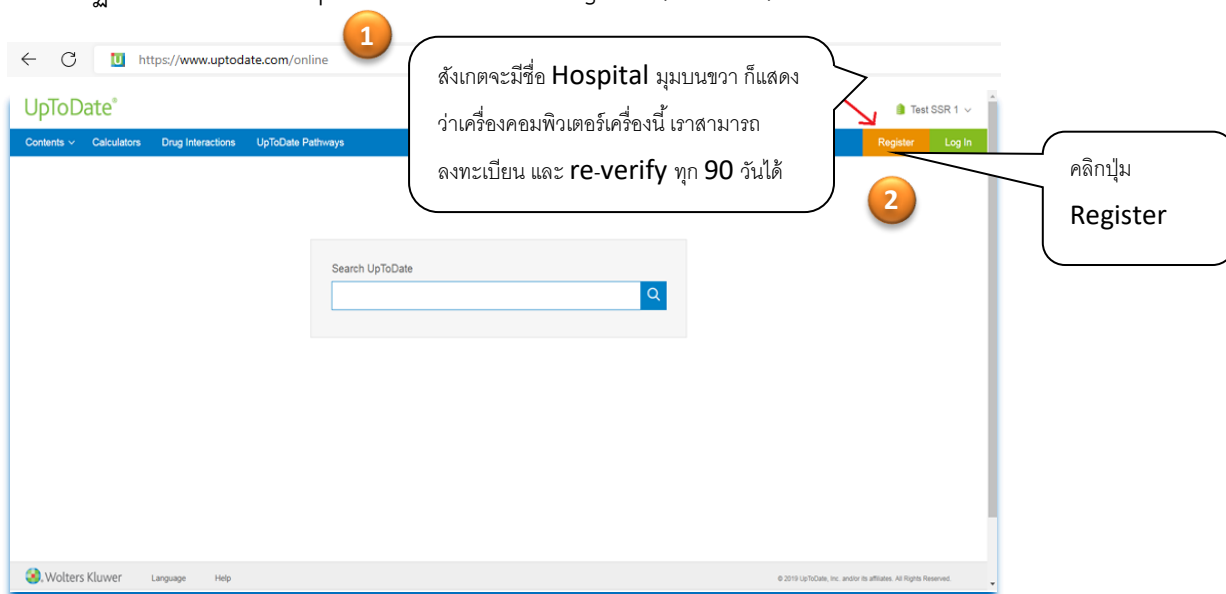 1
https://www.uptodate.com/online
สังเกตจะมีชื่อ Hospital มุมบนขวา ก็แสดง
ว่าเครื่องคอมพิวเตอร์เครื่องนี้ เราสามารถ
ลงทะเบียน และ re-verify ทุก 90 วันได้
UpToDate®
Test SSR 1
Contents Calculators Drug Interactions UpToDate Pathways
Register Log In
คลิกปุ่ม
Register
2
Search UpToDate
Wolters Kluwer Language Help
© 2019 UpToDate, Inc. and/or its affiliates. All Rights Reserved.